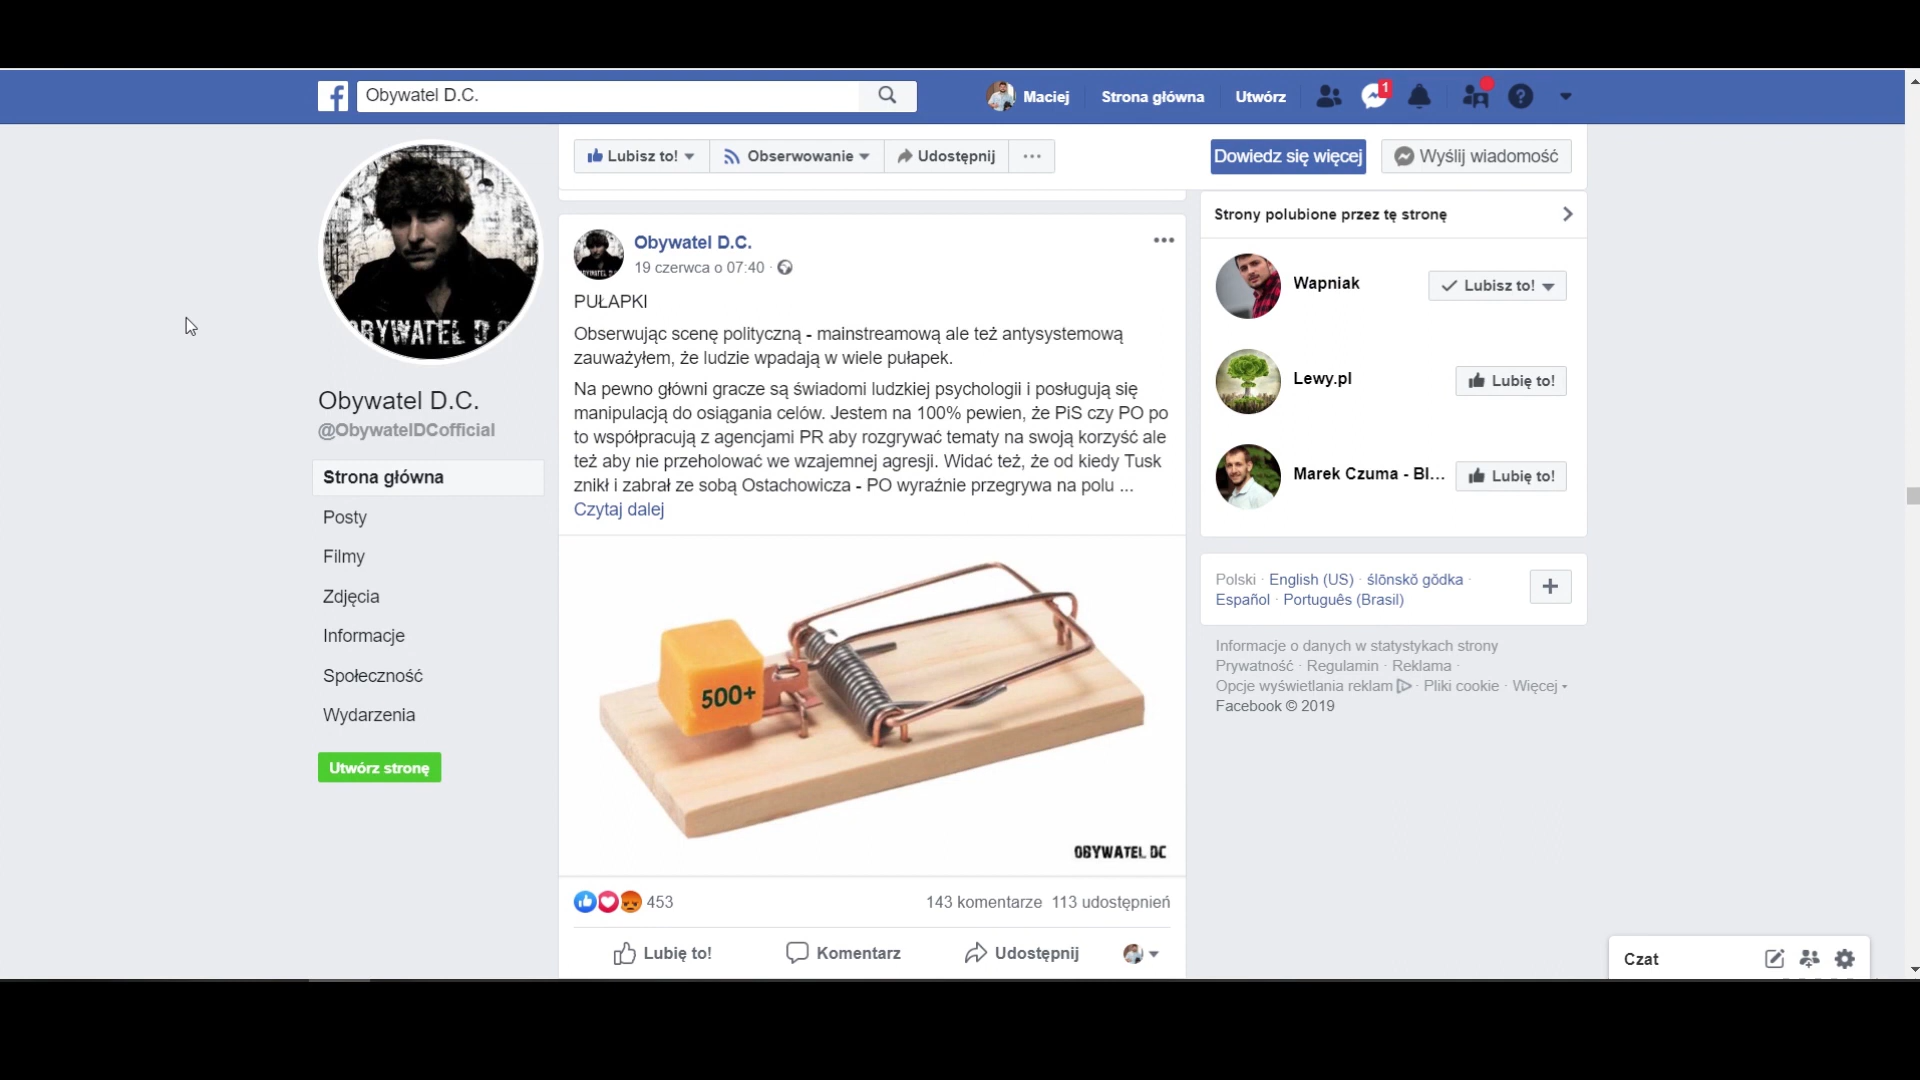 Obywatel D.C.
Maciej
Strona główna
Utwórz
1
Lubisz to!
Obserwowanie
Udostępnij
Dowiedz się więcej
Wyślij wiadomość
OBYWATEL D.C
Obywatel D.C.
@ObywatelDCofficial
Strona główna
Posty
Filmy
Zdjęcia
Informacje
Społeczność
Wydarzenia
Utwórz stronę
Obywatel D.C.
19 czerwca o 07:40 ·
PUŁAPKI
Obserwując scenę polityczną - mainstreamową ale też antysystemową
zauważyłem, że ludzie wpadają w wiele pułapek.
Na pewno główni gracze są świadomi ludzkiej psychologii i posługują się
manipulacją do osiągania celów. Jestem na 100% pewien, że PiS czy PO po
to współpracują z agencjami PR aby rozgrywać tematy na swoją korzyść ale
też aby nie przeholować we wzajemnej agresji. Widać też, że od kiedy Tusk
znikł i zabrał ze sobą Ostachowicza - PO wyraźnie przegrywa na polu ...
Czytaj dalej
500+
OBYWATEL DC
453
143 komentarze 113 udostępnień
Lubię to!
Komentarz
Udostępnij
Strony polubione przez tę stronę
Wapniak
Lubisz to!
Lewy.pl
Lubię to!
Marek Czuma - Bl...
Lubię to!
Polski · English (US) · ślōnskŏ gŏdka ·
Español · Português (Brasil)
Informacje o danych w statystykach strony
Prywatność · Regulamin · Reklama ·
Opcje wyświetlania reklam · Pliki cookie · Więcej
Facebook © 2019
Czat